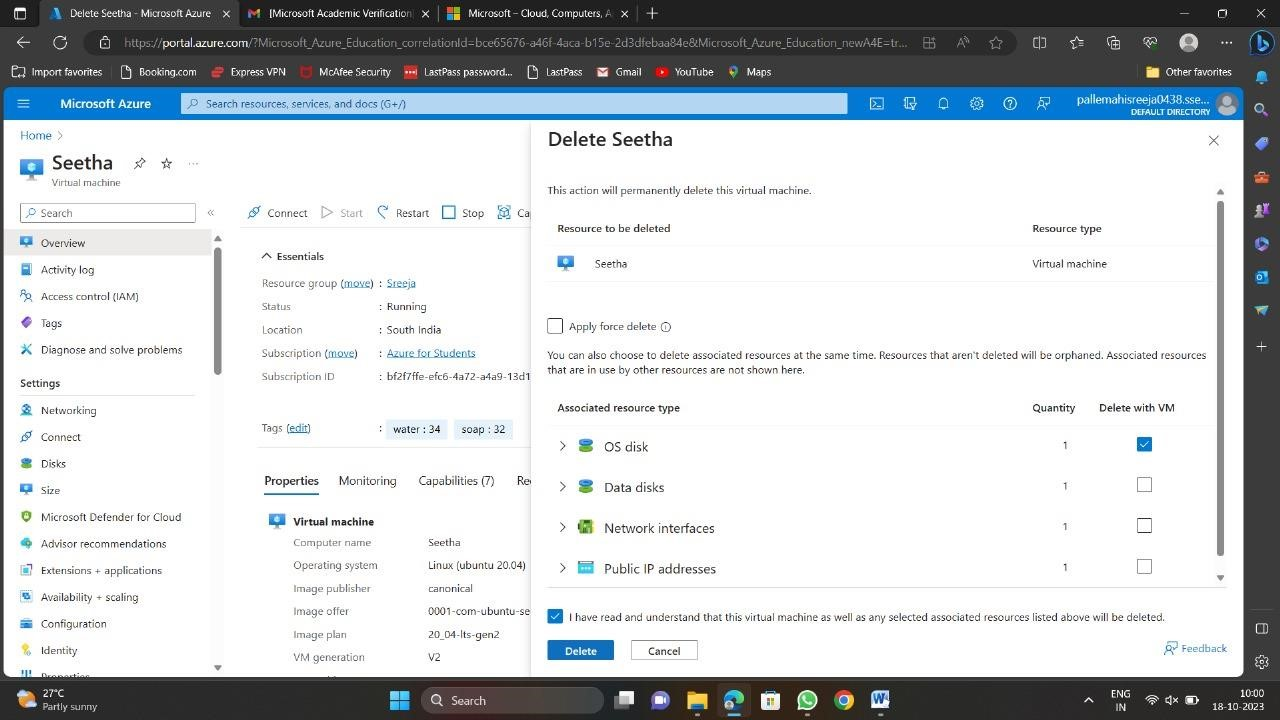 Delete Seetha - Microsoft Azure
[Microsoft Academic Verification]
Microsoft – Cloud, Computers, A
https://portal.azure.com/?Microsoft_Azure_Education_correlationId=bce65676-a46f-4aca-b15e-2d3dfebaa84e&Microsoft_Azure_Education_newA4E=tr...
Import favorites
Booking.com
Express VPN
McAfee Security
LastPass password...
LastPass
Gmail
YouTube
Maps
Other favorites
Microsoft Azure
Search resources, services, and docs (G+/)
pallemahisreeja0438.sse...
DEFAULT DIRECTORY
Home
Seetha
Virtual machine
Search
Overview
Activity log
Access control (IAM)
Tags
Diagnose and solve problems
Settings
Networking
Connect
Disks
Size
Microsoft Defender for Cloud
Advisor recommendations
Extensions + applications
Availability + scaling
Configuration
Identity
Properties
Connect
Start
Restart
Stop
Ca
Essentials
Resource group (move) : Sreeja
Status : Running
Location : South India
Subscription (move) : Azure for Students
Subscription ID : bf2f7ffe-efc6-4a72-a4a9-13d1
Tags (edit) : water : 34 soap : 32
Properties
Monitoring
Capabilities (7)
Re
Virtual machine
Computer name Seetha
Operating system Linux (ubuntu 20.04)
Image publisher canonical
Image offer 0001-com-ubuntu-se
Image plan 20_04-lts-gen2
VM generation V2
Delete Seetha
This action will permanently delete this virtual machine.
Resource to be deleted Resource type
Seetha Virtual machine
Apply force delete
You can also choose to delete associated resources at the same time. Resources that aren't deleted will be orphaned. Associated resources
that are in use by other resources are not shown here.
Associated resource type Quantity Delete with VM
OS disk 1
Data disks 1
Network interfaces 1
Public IP addresses 1
I have read and understand that this virtual machine as well as any selected associated resources listed above will be deleted.
Delete
Cancel
Feedback
27°C
Partly sunny
Search
ENG
IN
10:00
18-10-2023